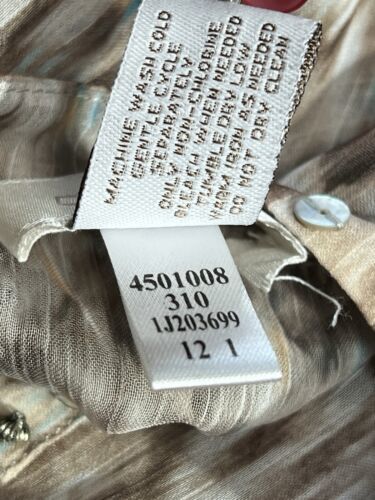 MACHINE WASH COLD
GENTLE CYCLE
SEPARATELY
ONLY NON-CHLORINE
BLEACH WHEN NEEDED
TUMBLE DRY LOW
WARM IRON AS NEEDED
DO NOT DRY CLEAN
4501008
310
1J203699
12 1